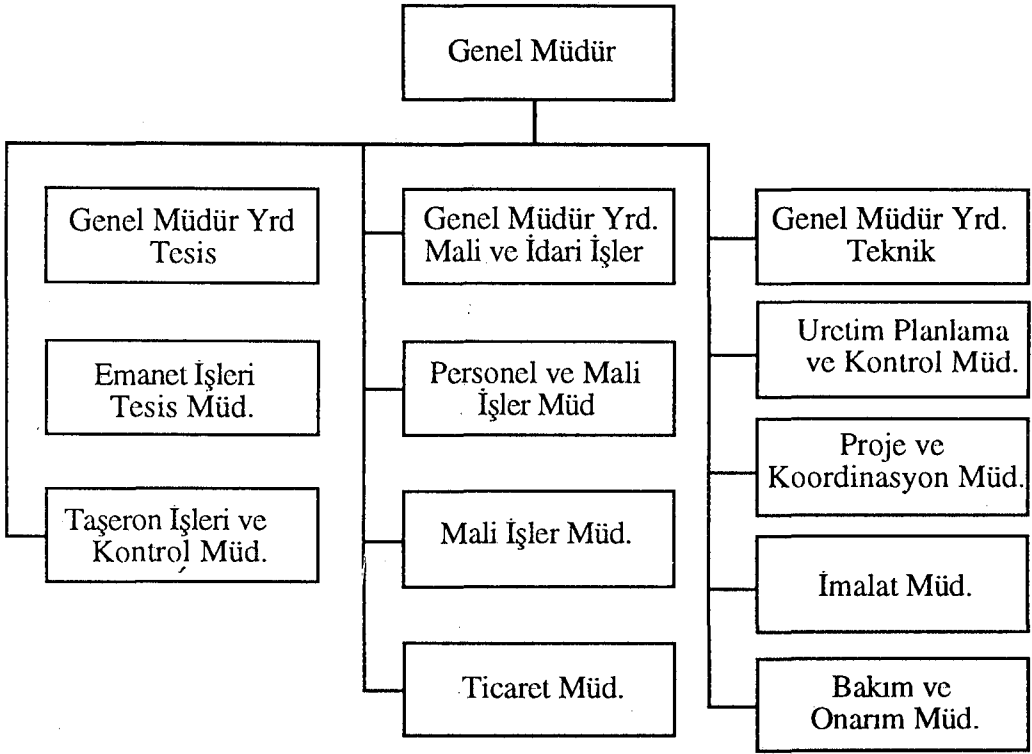 Genel Müdür
Genel Müdür Yrd
Tesis
Emanet İşleri
Tesis Müd.
Taşeron İşleri ve
Kontrol Müd.
Genel Müdür Yrd.
Mali ve İdari İşler
Personel ve Mali
İşler Müd
Mali İşler Müd.
Ticaret Müd.
Genel Müdür Yrd.
Teknik
Uretim Planlama
ve Kontrol Müd.
Proje ve
Koordinasyon Müd.
İmalat Müd.
Bakım ve
Onarım Müd.